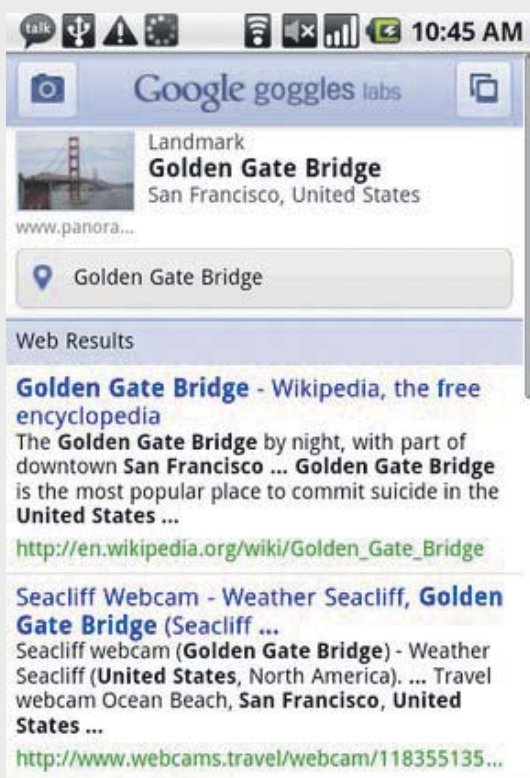 talk 10:45 AM
Google goggles labs
Landmark
Golden Gate Bridge
San Francisco, United States
www.panora...
Golden Gate Bridge
Web Results
Golden Gate Bridge - Wikipedia, the free
encyclopedia
The Golden Gate Bridge by night, with part of
downtown San Francisco ... Golden Gate Bridge
is the most popular place to commit suicide in the
United States ...
http://en.wikipedia.org/wiki/Golden_Gate_Bridge
Seacliff Webcam - Weather Seacliff, Golden
Gate Bridge (Seacliff ...
Seacliff webcam (Golden Gate Bridge) - Weather
Seacliff (United States, North America). ... Travel
webcam Ocean Beach, San Francisco, United
States ...
http://www.webcams.travel/webcam/118355135...